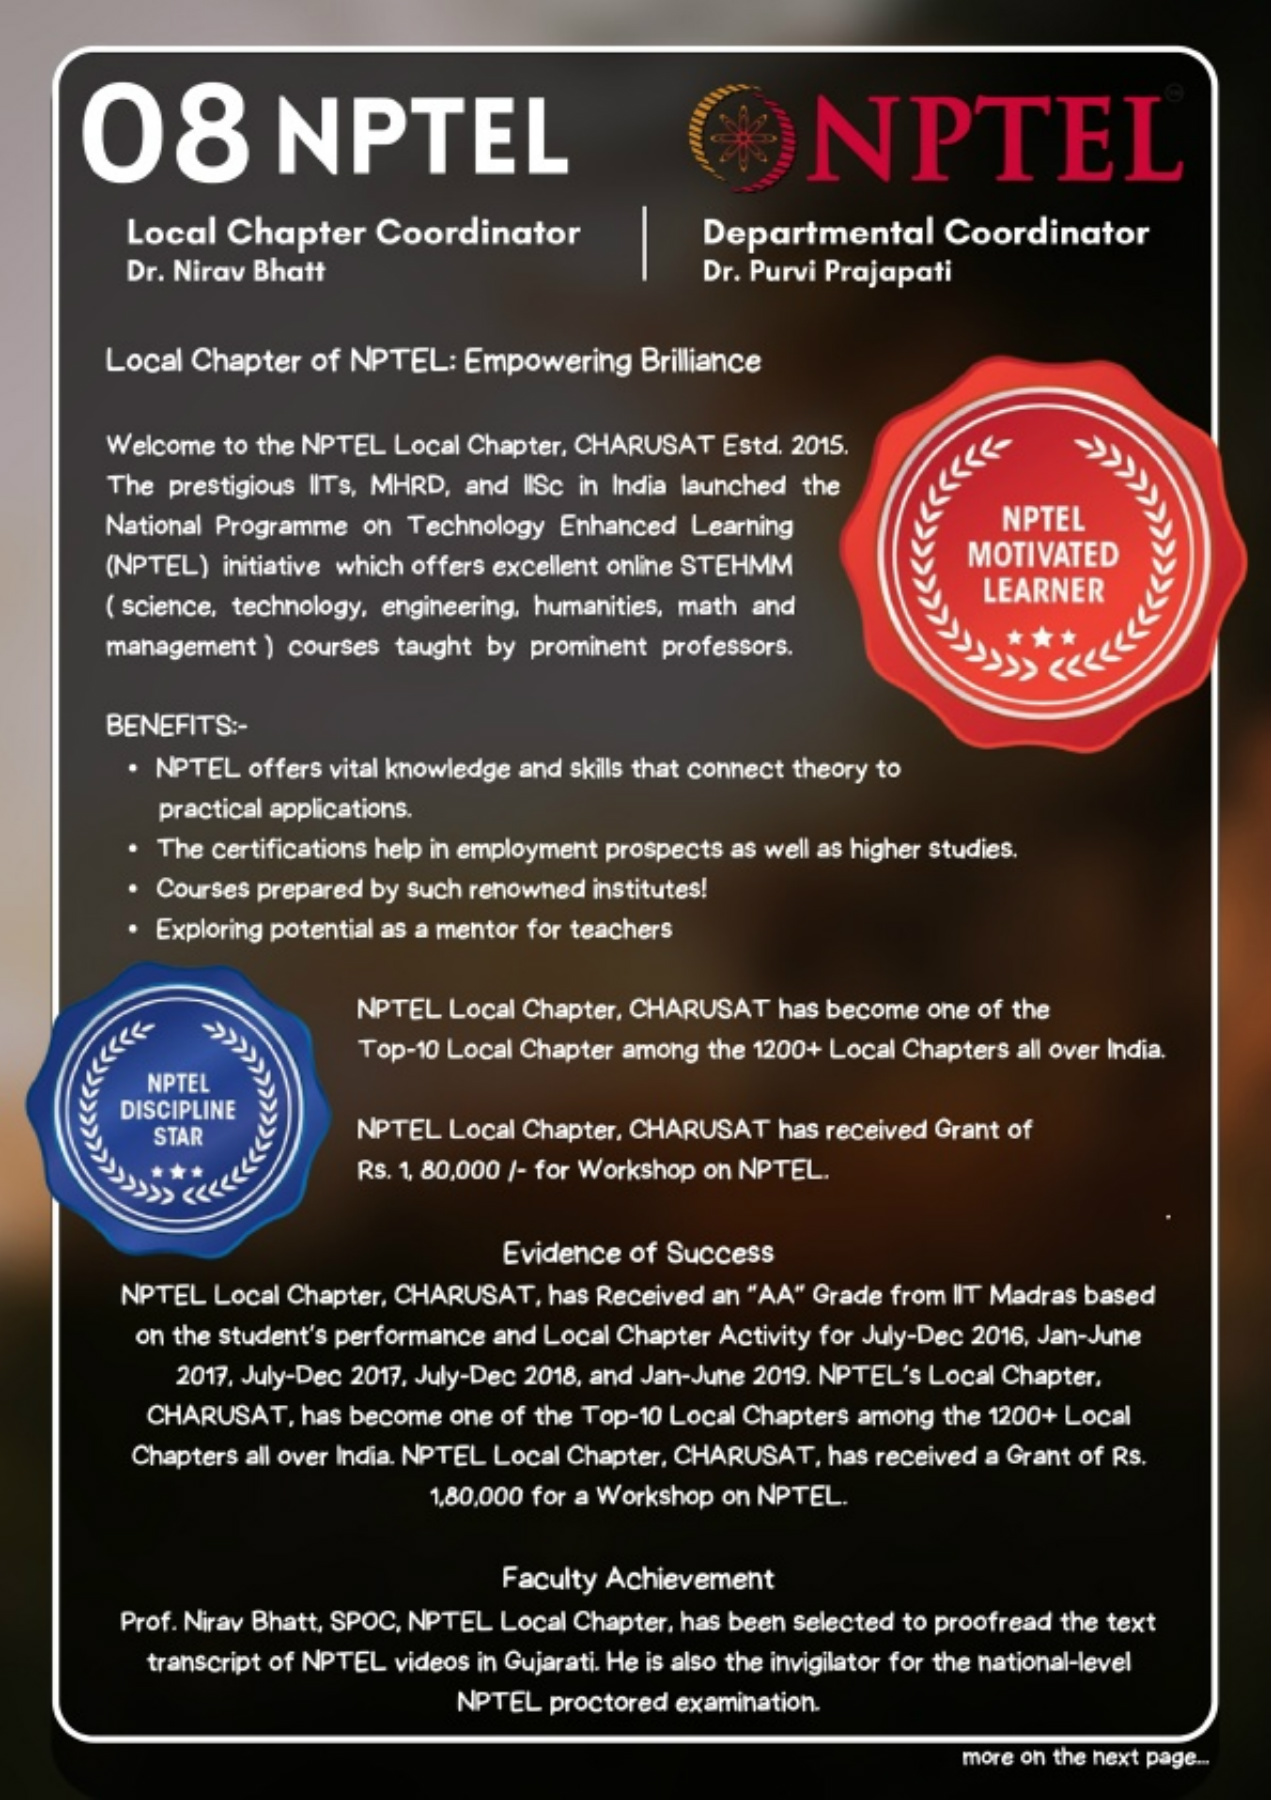 08 NPTEL
NPTEL
Local Chapter Coordinator
Dr. Nirav Bhatt
Departmental Coordinator
Dr. Purvi Prajapati
Local Chapter of NPTEL: Empowering Brilliance
Welcome to the NPTEL Local Chapter, CHARUSAT Estd. 2015.
The prestigious IITs, MHRD, and IISc in India launched the
National Programme on Technology Enhanced Learning
(NPTEL) initiative which offers excellent online STEHMM
( science, technology, engineering, humanities, math and
management ) courses taught by prominent professors.
NPTEL
MOTIVATED
LEARNER
BENEFITS:-
• NPTEL offers vital knowledge and skills that connect theory to
practical applications.
• The certifications help in employment prospects as well as higher studies.
• Courses prepared by such renowned institutes!
• Exploring potential as a mentor for teachers
NPTEL
DISCIPLINE
STAR
NPTEL Local Chapter, CHARUSAT has become one of the
Top-10 Local Chapter among the 1200+ Local Chapters all over India.
NPTEL Local Chapter, CHARUSAT has received Grant of
Rs. 1, 80,000 /- for Workshop on NPTEL.
Evidence of Success
NPTEL Local Chapter, CHARUSAT, has Received an "AA" Grade from IIT Madras based
on the student's performance and Local Chapter Activity for July-Dec 2016, Jan-June
2017, July-Dec 2017, July-Dec 2018, and Jan-June 2019. NPTEL's Local Chapter,
CHARUSAT, has become one of the Top-10 Local Chapters among the 1200+ Local
Chapters all over India. NPTEL Local Chapter, CHARUSAT, has received a Grant of Rs.
1,80,000 for a Workshop on NPTEL.
Faculty Achievement
Prof. Nirav Bhatt, SPOC, NPTEL Local Chapter, has been selected to proofread the text
transcript of NPTEL videos in Gujarati. He is also the invigilator for the national-level
NPTEL proctored examination.
more on the next page...